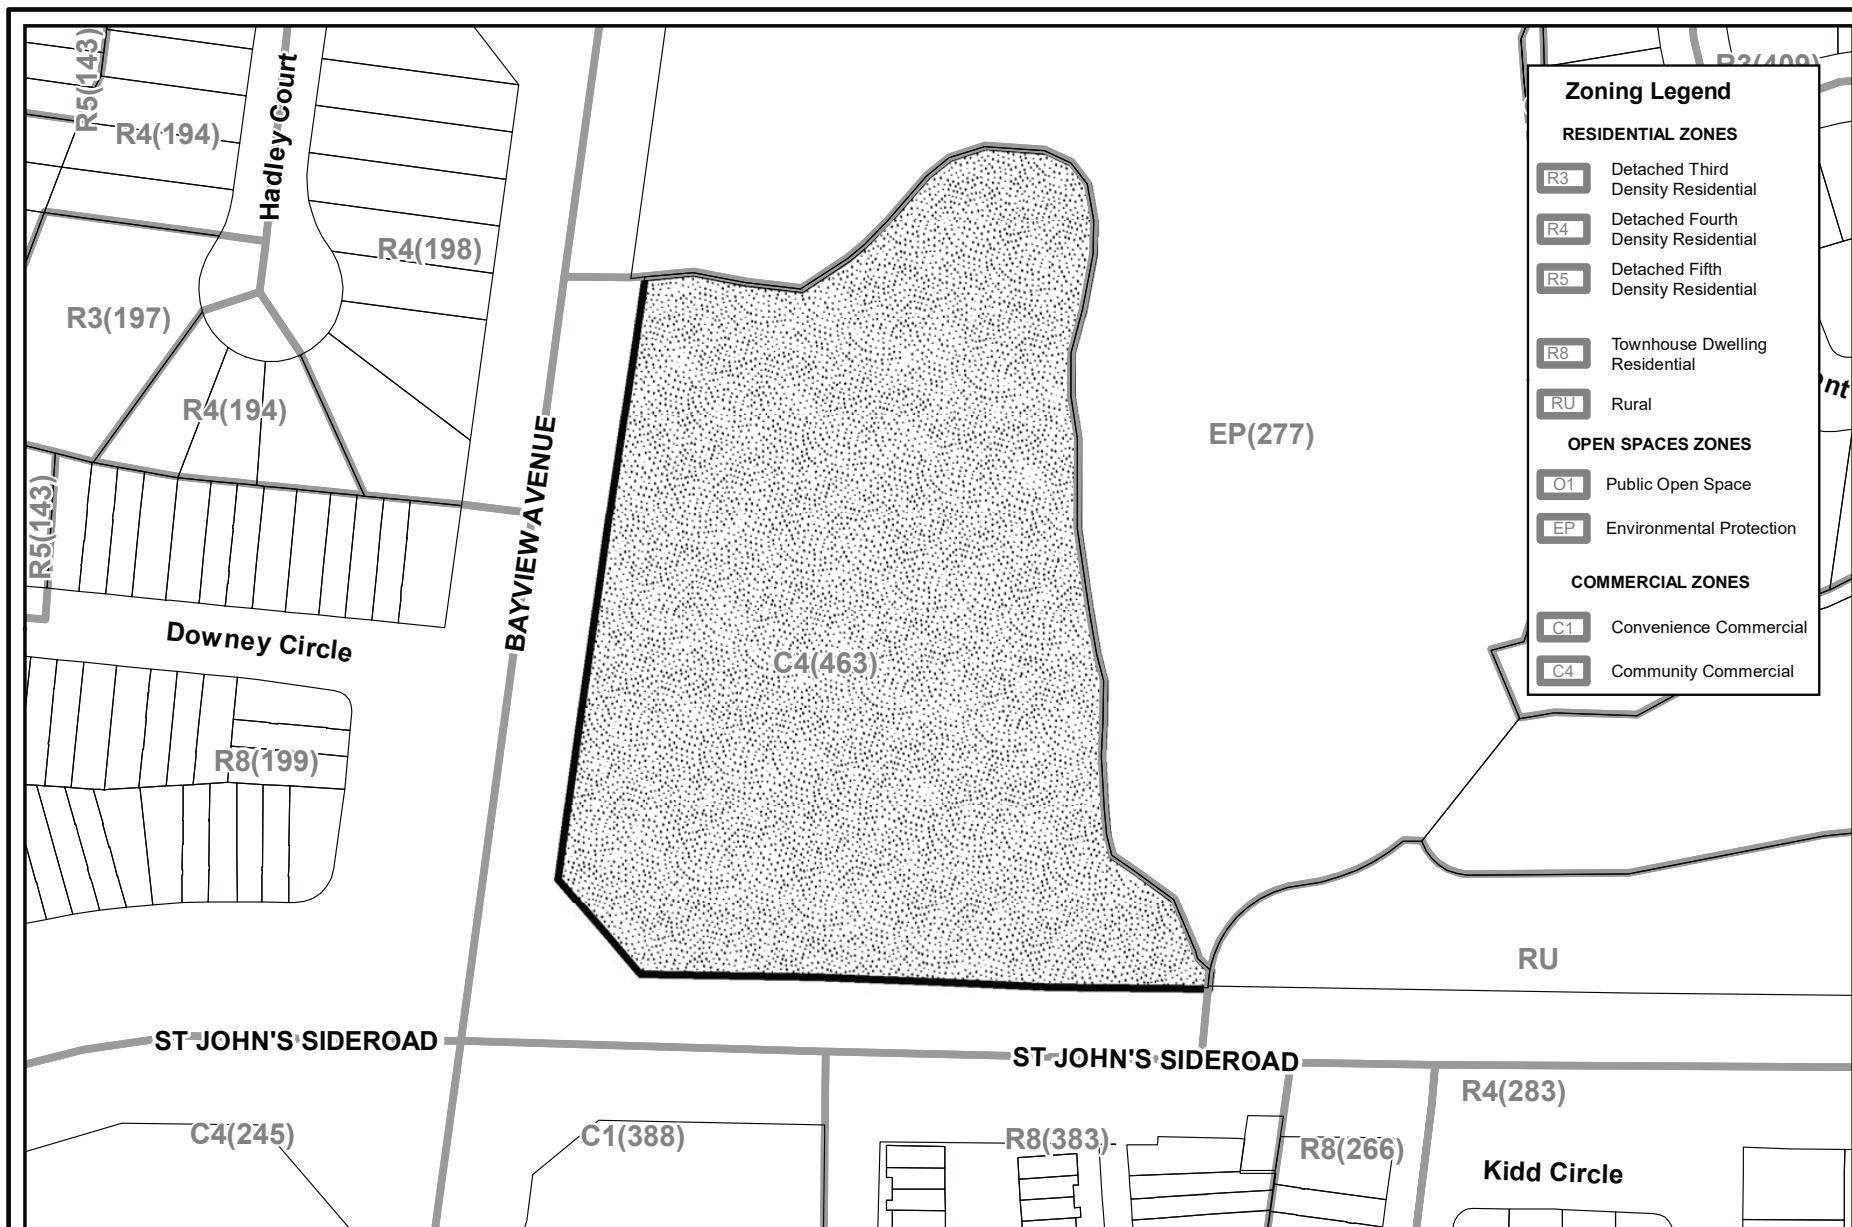 R5(143)
R4(194)
Hadley Court
R4(198)
R3(197)
R4(194)
R5(143)
BAYVIEW AVENUE
Downey Circle
R8(199)
C4(463)
EP(277)
R3(409)
Zoning Legend
RESIDENTIAL ZONES
R3 Detached Third
Density Residential
R4 Detached Fourth
Density Residential
R5 Detached Fifth
Density Residential
R8 Townhouse Dwelling
Residential
RU Rural
OPEN SPACES ZONES
O1 Public Open Space
EP Environmental Protection
COMMERCIAL ZONES
C1 Convenience Commercial
C4 Community Commercial
RU
ST JOHN'S SIDEROAD
ST JOHN'S SIDEROAD
C4(245)
C1(388)
R8(383)
R8(266)
R4(283)
Kidd Circle